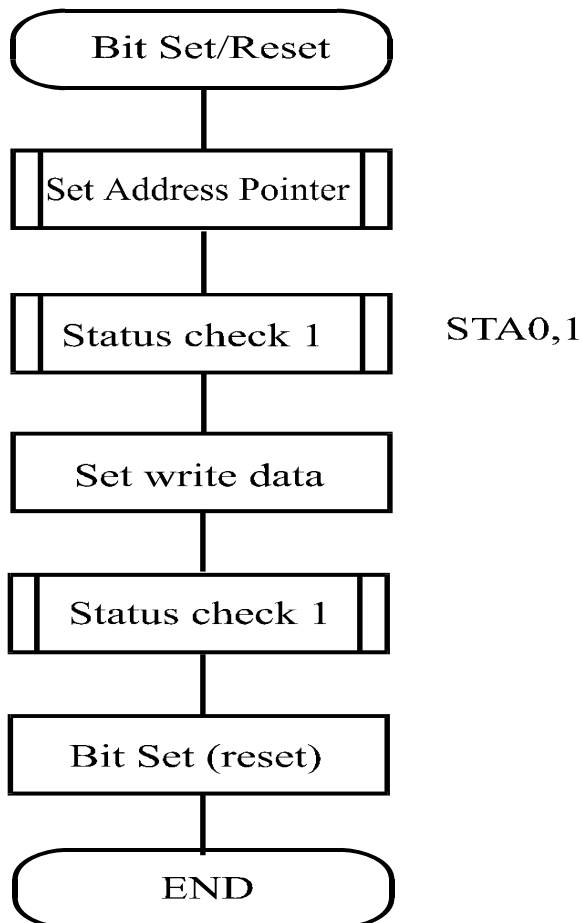 Bit Set/Reset
Set Address Pointer
Status check 1
STA0,1
Set write data
Status check 1
Bit Set (reset)
END